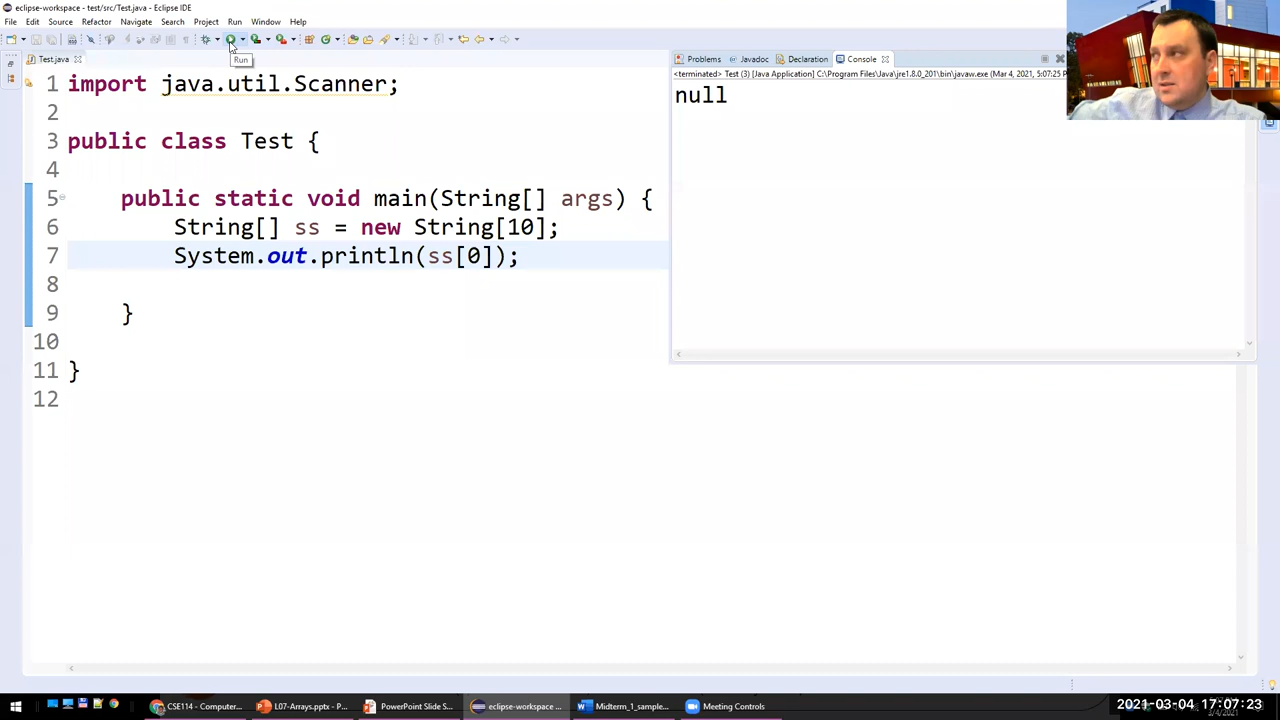 eclipse-workspace - test/src/Test.java - Eclipse IDE
File Edit Source Refactor Navigate Search Project Run Window Help
Run
Test.java
Problems Javadoc Declaration Console
<terminated> Test (3) [Java Application] C:\Program Files\Java\jre1.8.0_201\bin\javaw.exe (Mar 4, 2021, 5:07:25 P
null
1 import java.util.Scanner;
2
3 public class Test {
4
5 public static void main(String[] args) {
6 String[] ss = new String[10];
7 System.out.println(ss[0]);
8
9 }
10
11 }
12
CSE114 - Computer... L07-Arrays.pptx - P... PowerPoint Slide S... eclipse-workspace ... Midterm_1_sample... Meeting Controls
2021-03-04 17:07:23